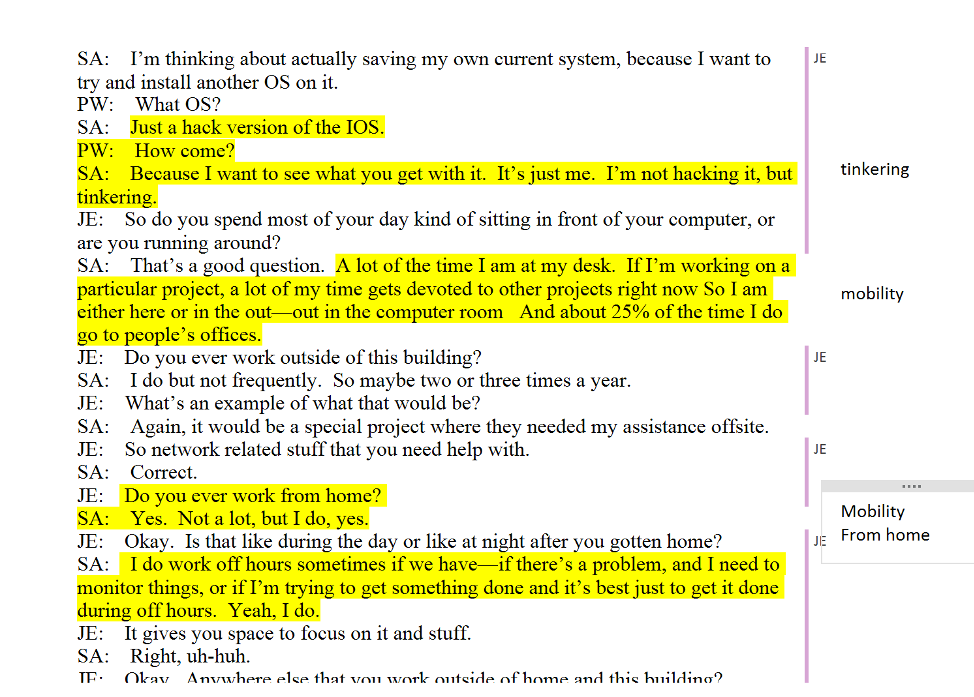 SA: I'm thinking about actually saving my own current system, because I want to
try and install another OS on it.
PW: What OS?
SA: Just a hack version of the IOS.
PW: How come?
SA: Because I want to see what you get with it. It's just me. I'm not hacking it, but
tinkering.
JE: So do you spend most of your day kind of sitting in front of your computer, or
are you running around?
SA: That's a good question. A lot of the time I am at my desk. If I'm working on a
particular project, a lot of my time gets devoted to other projects right now So I am
either here or in the out—out in the computer room And about 25% of the time I do
go to people's offices.
JE: Do you ever work outside of this building?
SA: I do but not frequently. So maybe two or three times a year.
JE: What's an example of what that would be?
SA: Again, it would be a special project where they needed my assistance offsite.
JE: So network related stuff that you need help with.
SA: Correct.
JE: Do you ever work from home?
SA: Yes. Not a lot, but I do, yes.
JE: Okay. Is that like during the day or like at night after you gotten home?
SA: I do work off hours sometimes if we have—if there's a problem, and I need to
monitor things, or if I'm trying to get something done and it's best just to get it done
during off hours. Yeah, I do.
JE: It gives you space to focus on it and stuff.
SA: Right, uh-huh.
JE: Okay. Anywhere else that you work outside of home and this building?
JE
tinkering
mobility
JE
JE
Mobility
From home
JE